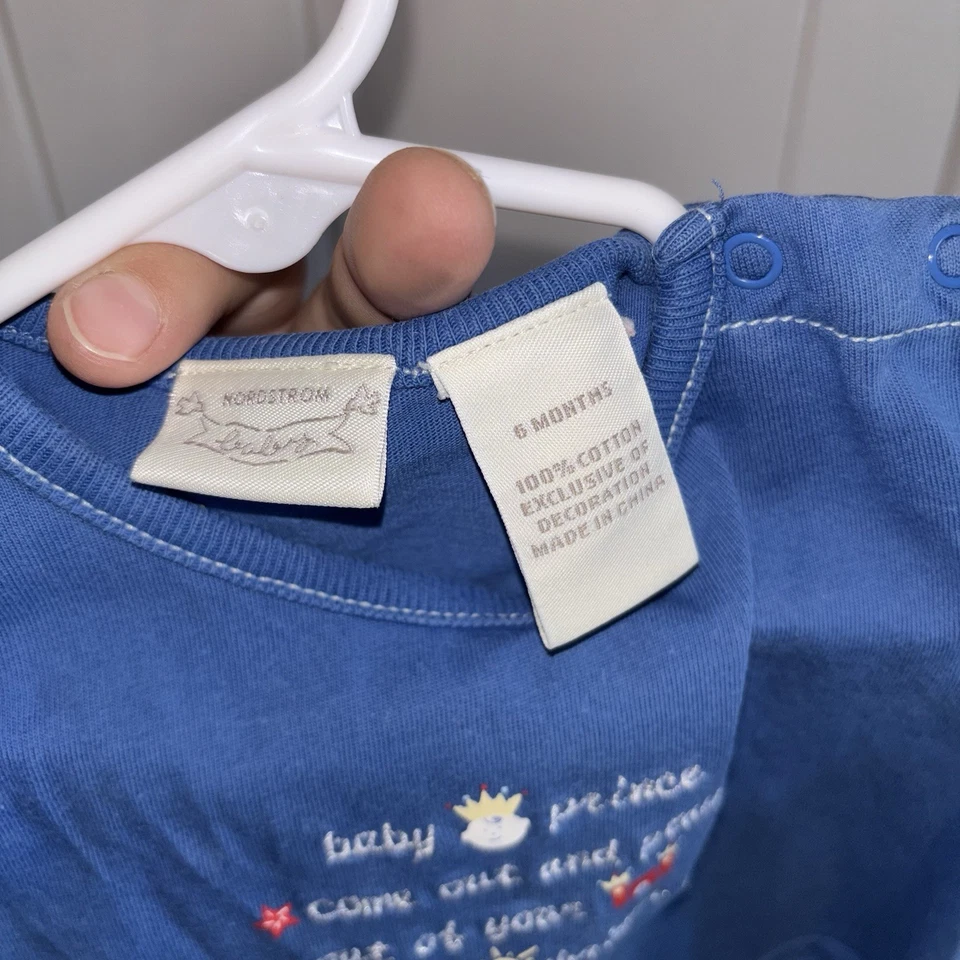 NORDSTROM
baby
6 MONTHS
100% COTTON
EXCLUSIVE OF
DECORATION
MADE IN CHINA
baby prince
come out and
out of your